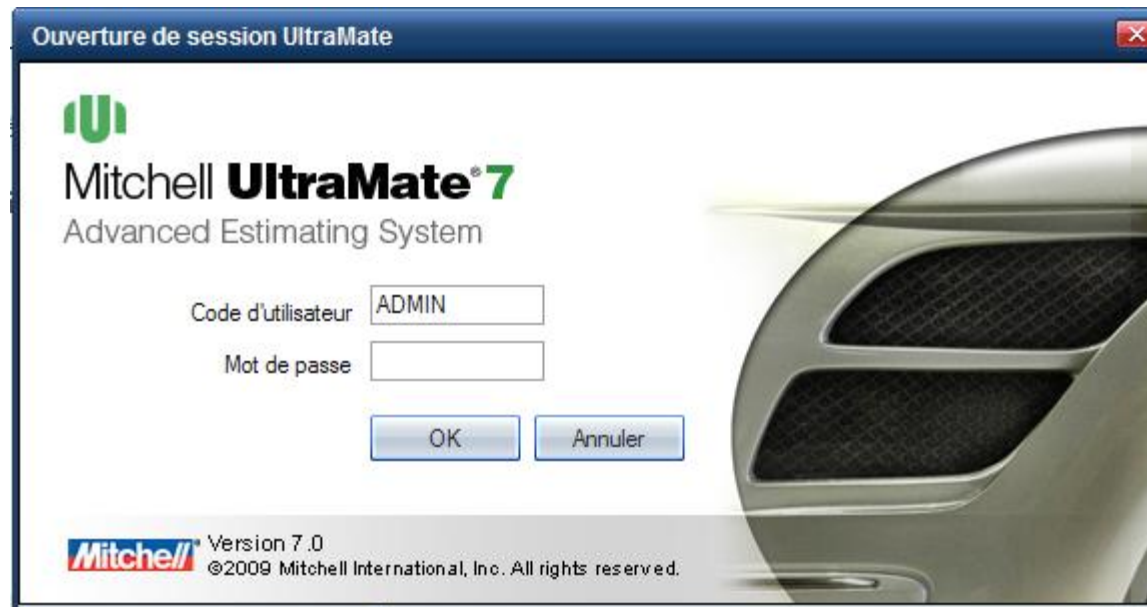 Ouverture de session UltraMate
Mitchell UltraMate® 7
Advanced Estimating System
Code d'utilisateur ADMIN
Mot de passe
OK Annuler
Mitchell® Version 7.0
©2009 Mitchell International, Inc. All rights reserved.